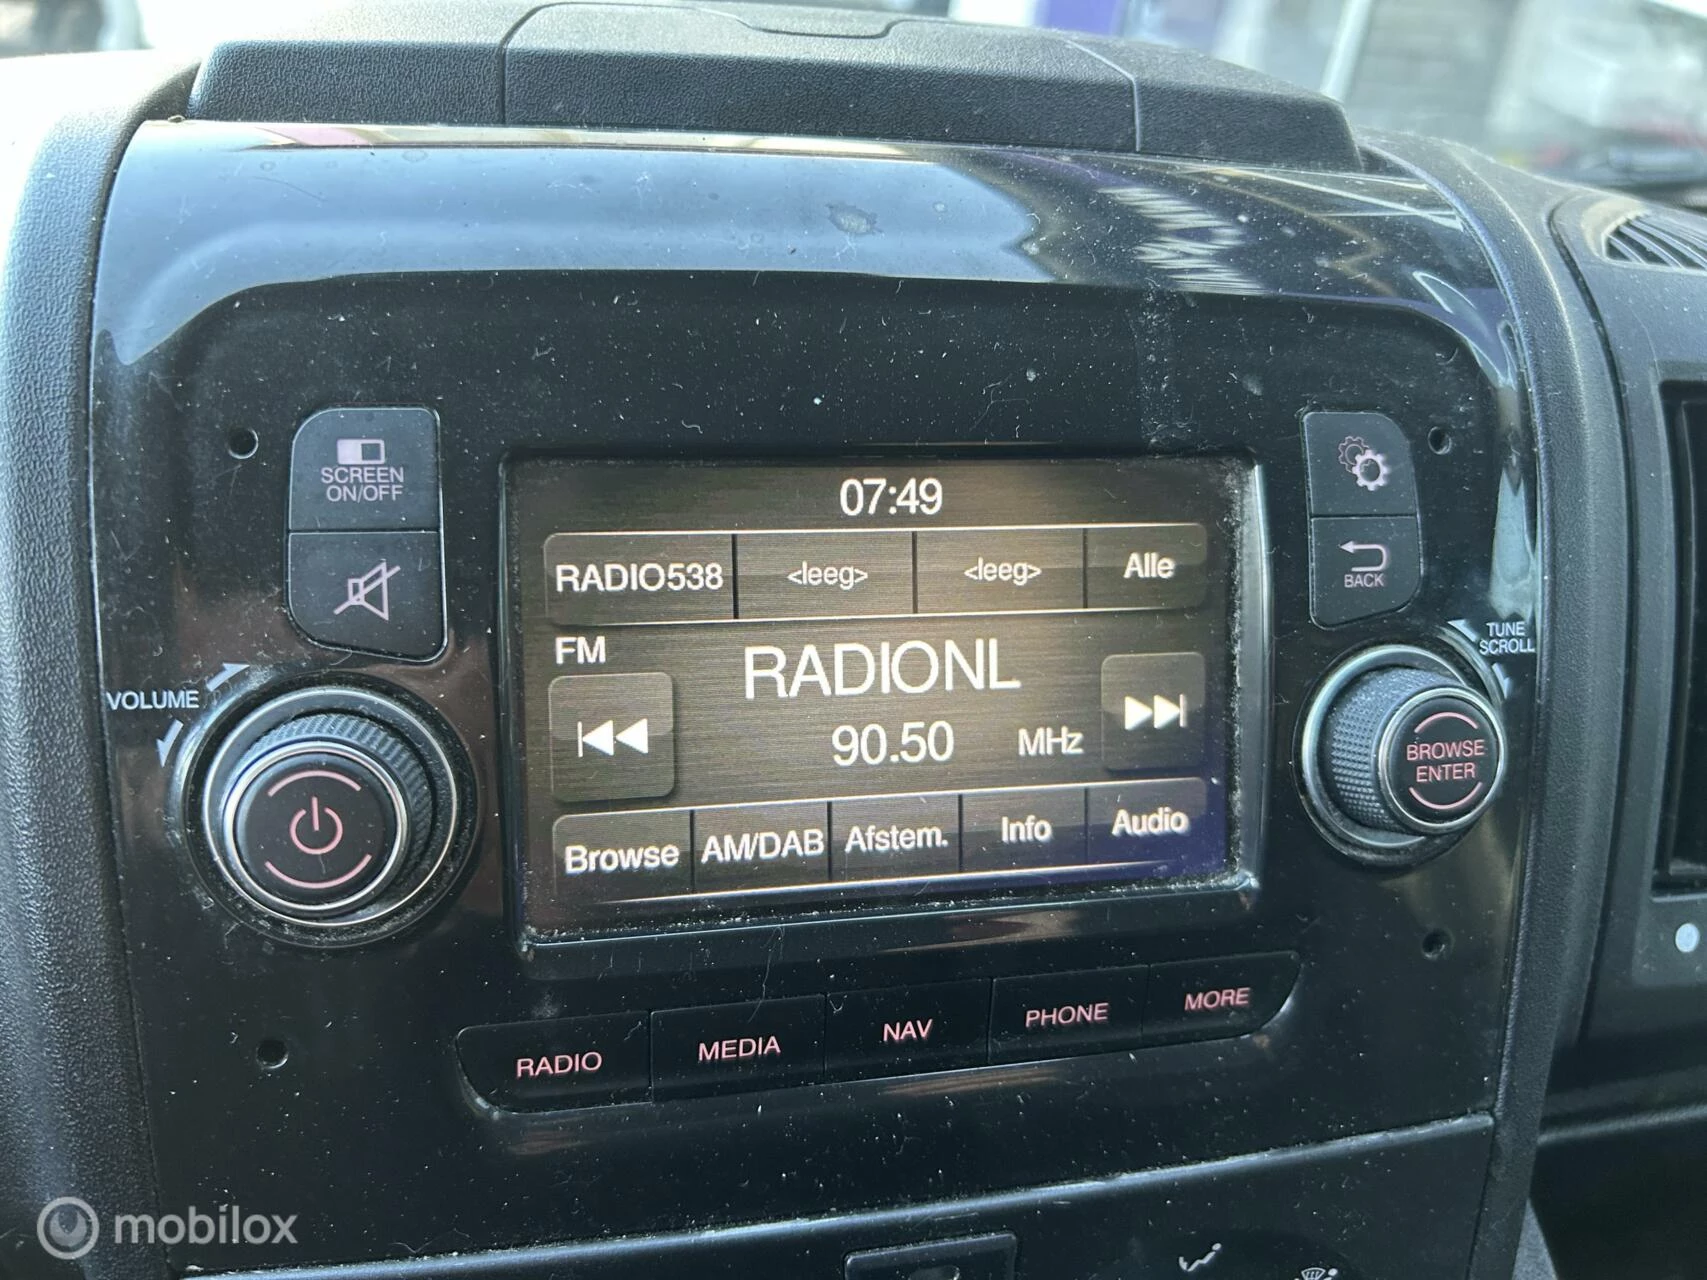 SCREEN
ON/OFF
BACK
VOLUME
TUNE
SCROLL
BROWSE
ENTER
07:49
RADIO538 <leeg> <leeg> Alle
FM
RADIONL
90.50 MHz
Browse AM/DAB Afstem. Info Audio
RADIO MEDIA NAV PHONE MORE
mobilox